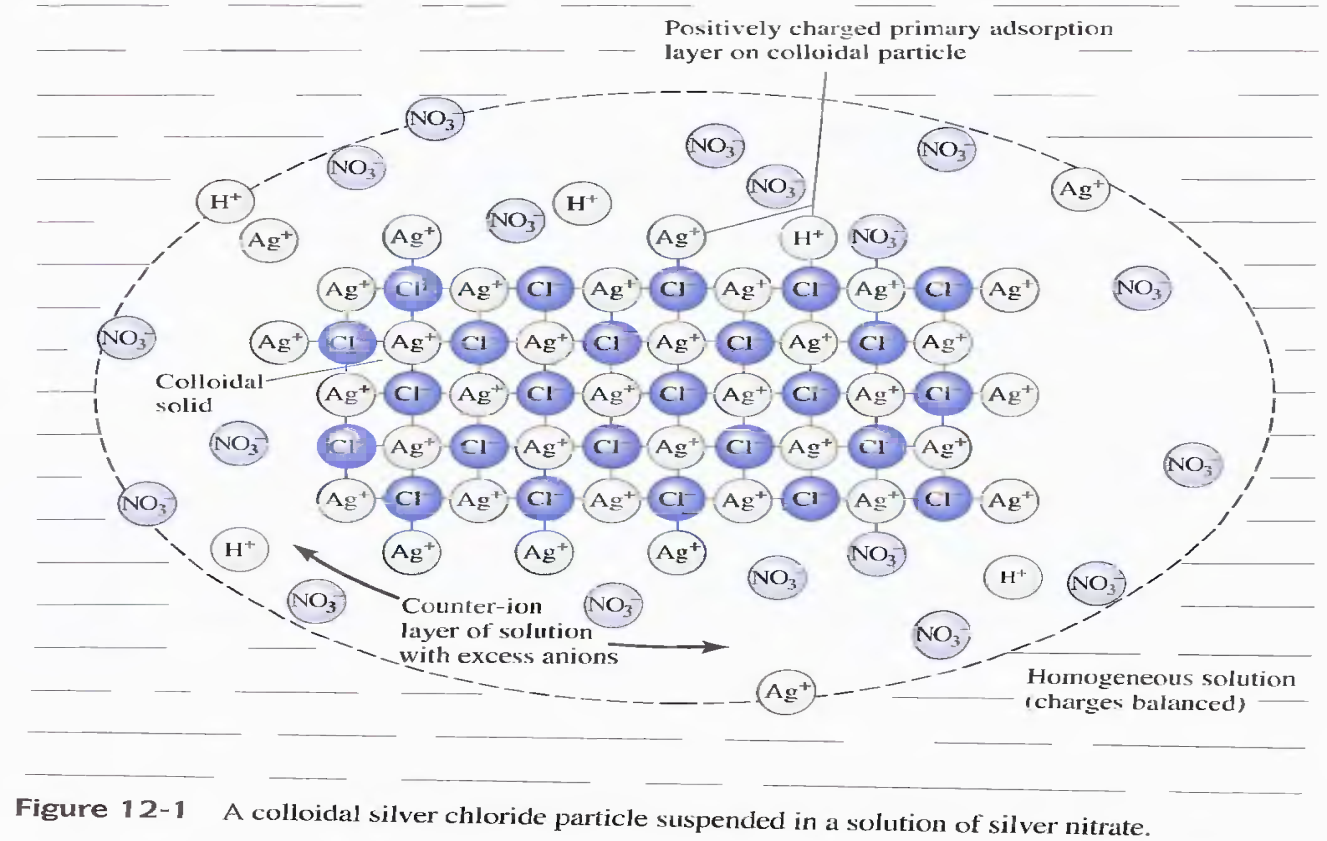 Positively charged primary adsorption
layer on colloidal particle
NO₃⁻
NO₃⁻ NO₃⁻
NO₃⁻
NO₃⁻ Ag⁺
H⁺ H⁺
NO₃⁻
Ag⁺ Ag⁺ Ag⁺ H⁺ NO₃⁻
Ag⁺ Cl⁻ Ag⁺ Cl⁻ Ag⁺ Cl⁻ Ag⁺ Cl⁻ Ag⁺ Cl⁻ Ag⁺ NO₃⁻
NO₃⁻ Ag⁺ Cl⁻ Ag⁺ Cl⁻ Ag⁺ Cl⁻ Ag⁺ Cl⁻ Ag⁺ Cl⁻ Ag⁺
Colloidal
solid
Ag⁺ Cl⁻ Ag⁺ Cl⁻ Ag⁺ Cl⁻ Ag⁺ Cl⁻ Ag⁺ Cl⁻ Ag⁺
NO₃⁻ Cl⁻ Ag⁺ Cl⁻ Ag⁺ Cl⁻ Ag⁺ Cl⁻ Ag⁺ Cl⁻ Ag⁺ NO₃⁻
NO₃⁻ Ag⁺ Cl⁻ Ag⁺ Cl⁻ Ag⁺ Cl⁻ Ag⁺ Cl⁻ Ag⁺ Cl⁻ Ag⁺
H⁺ Ag⁺ Ag⁺ Ag⁺ NO₃⁻
NO₃⁻ H⁺ NO₃⁻
NO₃⁻ NO₃⁻
Counter-ion
layer of solution
with excess anions
NO₃⁻
Ag⁺
Homogeneous solution
(charges balanced)
Figure 12-1 A colloidal silver chloride particle suspended in a solution of silver nitrate.